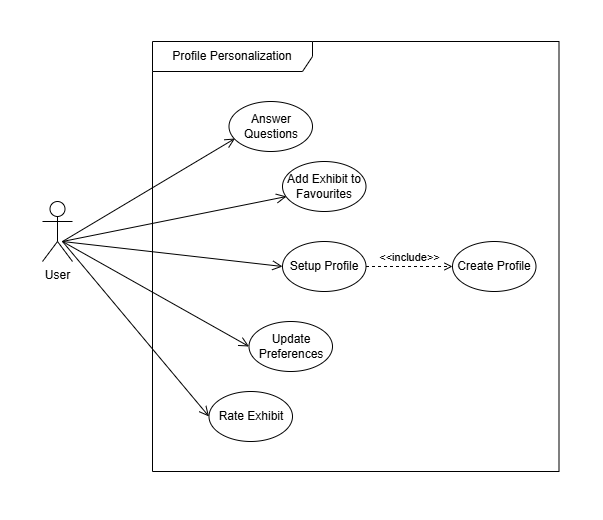 Profile Personalization
Answer
Questions
Add Exhibit to
Favourites
User
Setup Profile
<<include>>
Create Profile
Update
Preferences
Rate Exhibit